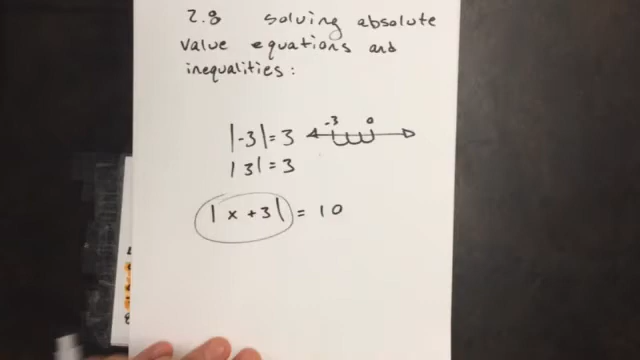 2.8 solving absolute
value equations and
inequalities:
-3 0
|-3| = 3
|3| = 3
|x+3| = 10